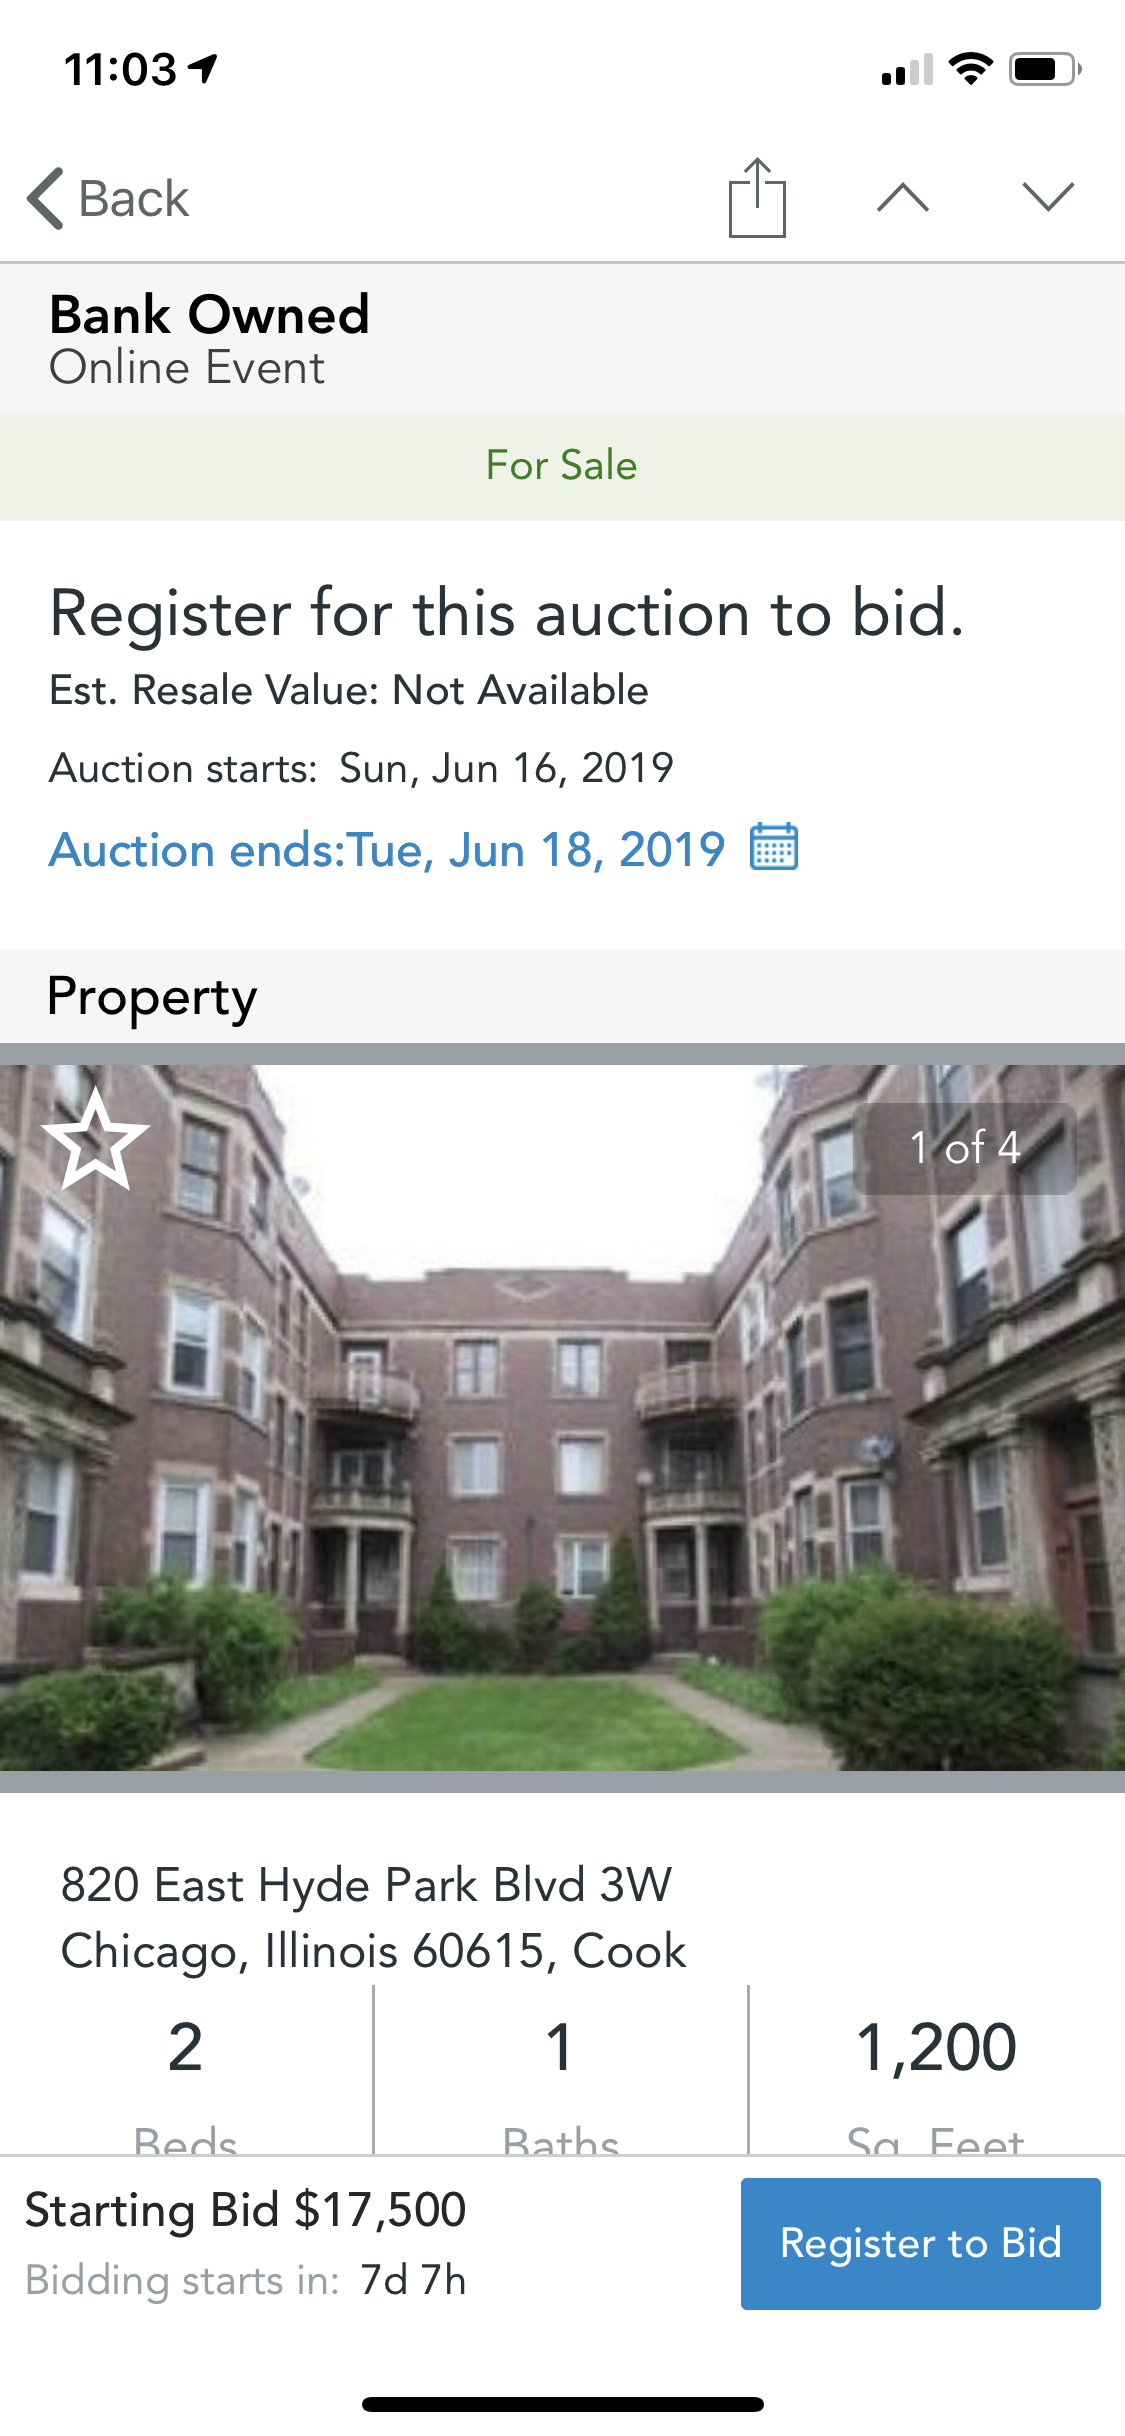 11:03
Back
Bank Owned
Online Event
For Sale
Register for this auction to bid.
Est. Resale Value: Not Available
Auction starts: Sun, Jun 16, 2019
Auction ends:Tue, Jun 18, 2019
Property
1 of 4
820 East Hyde Park Blvd 3W
Chicago, Illinois 60615, Cook
2 1 1,200
Beds Baths Sq. Feet
Starting Bid $17,500
Bidding starts in: 7d 7h
Register to Bid